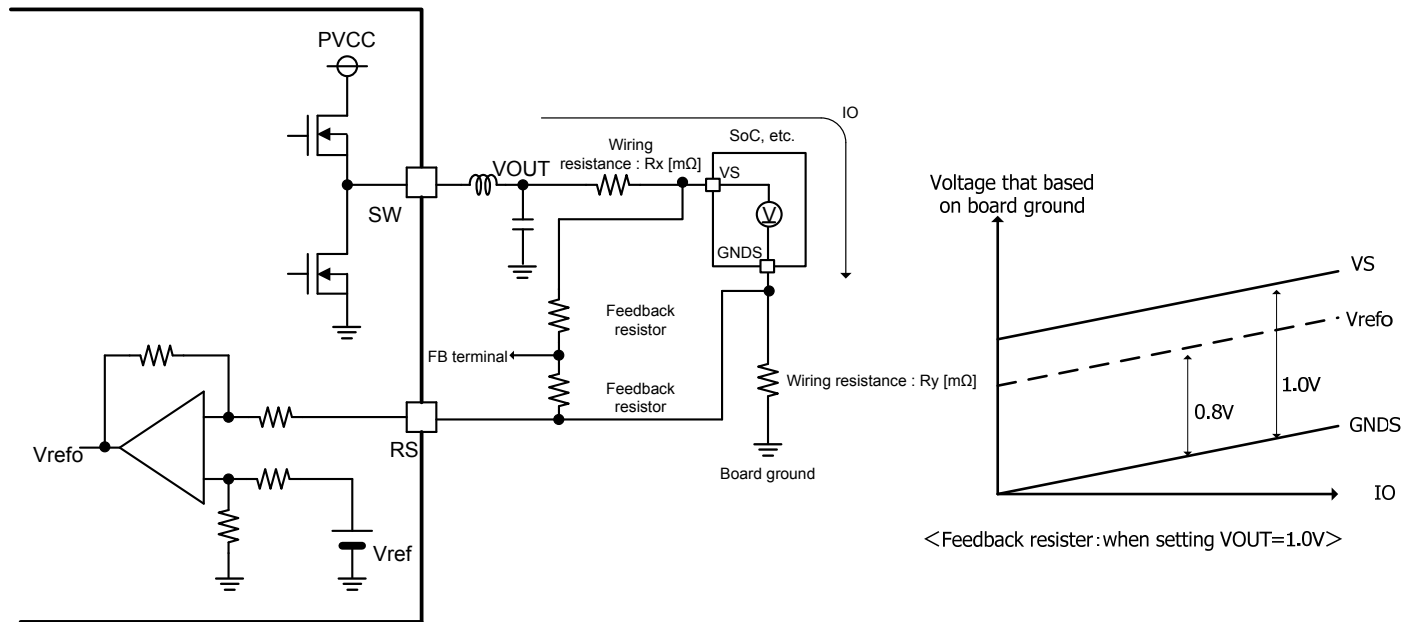 PVCC
SW
VOUT
Wiring
resistance : Rx [mΩ]
IO
SoC, etc.
VS
V
GNDS
Feedback
resistor
FB terminal
Feedback
resistor
Wiring resistance : Ry [mΩ]
Board ground
RS
Vrefo
Vref
Voltage that based
on board ground
VS
Vrefo
1.0V
0.8V
GNDS
IO
<Feedback resister:when setting VOUT=1.0V>